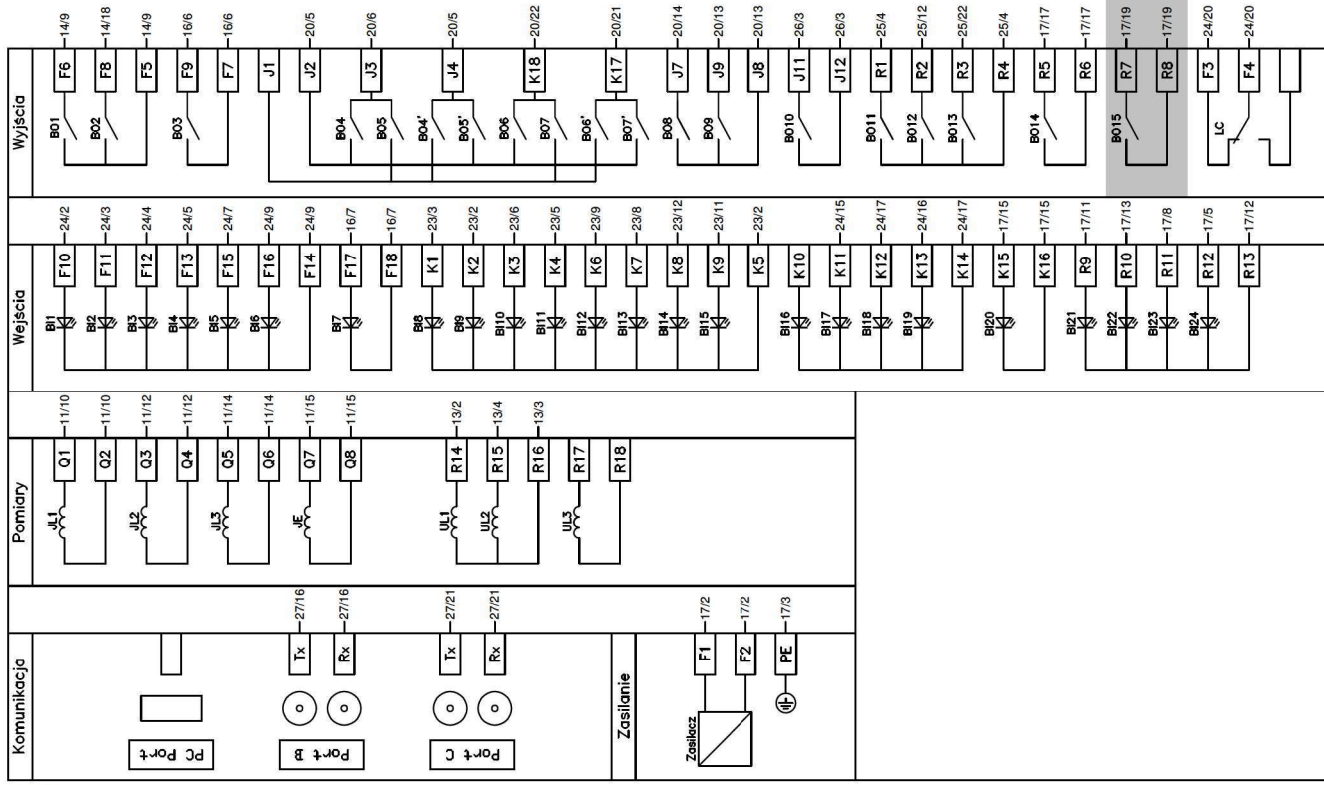 Wyjścia
14/9 14/18 14/9 16/6 16/6 20/5 20/6 20/5 20/22 20/21 20/14 20/13 20/13 26/3 26/3 25/4 25/12 25/22 25/4 17/17 17/17 17/19 17/19 24/20 24/20
F6 F8 F5 F9 F7 J1 J2 J3 J4 K18 K17 J7 J9 J8 J11 J12 R1 R2 R3 R4 R5 R6 R7 R8 F3 F4
BO1 BO2 BO3 BO4 BO5 BO4' BO5' BO6 BO7 BO6' BO7' BO8 BO9 BO10 BO11 BO12 BO13 BO14 BO15 LC
Wejścia
24/2 24/3 24/4 24/5 24/7 24/9 24/9 16/7 16/7 23/3 23/2 23/6 23/5 23/9 23/8 23/12 23/11 23/2 24/15 24/17 24/16 24/17 17/15 17/15 17/11 17/13 17/8 17/5 17/12
F10 F11 F12 F13 F15 F16 F14 F17 F18 K1 K2 K3 K4 K6 K7 K8 K9 K5 K10 K11 K12 K13 K14 K15 K16 R9 R10 R11 R12 R13
BI1 BI2 BI3 BI4 BI5 BI6 BI7 BI8 BI9 BI10 BI11 BI12 BI13 BI14 BI15 BI16 BI17 BI18 BI19 BI20 BI21 BI22 BI23 BI24
Pomiary
11/10 11/10 11/12 11/12 11/14 11/14 11/15 11/15 13/2 13/4 13/3
Q1 Q2 Q3 Q4 Q5 Q6 Q7 Q8 R14 R15 R16 R17 R18
JL1 JL2 JL3 JE UL1 UL2 UL3
Komunikacja
27/16 27/16 27/21 27/21
Tx Rx Tx Rx
PC Port
Port B
Port C
Zasilanie
17/2 17/2 17/3
F1 F2 PE
Zasilacz